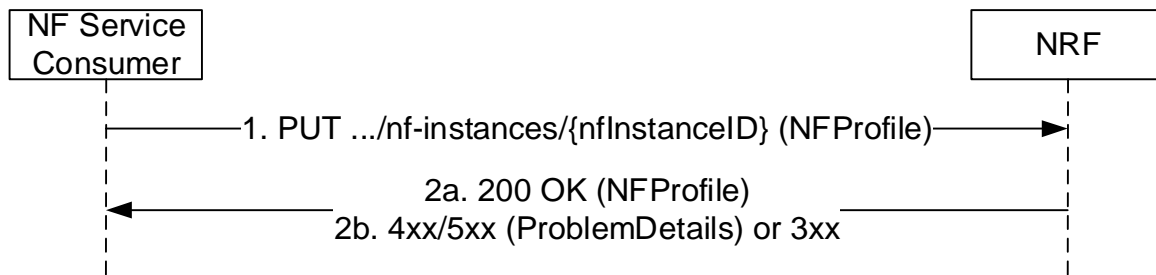 NF Service
Consumer
NRF
1. PUT .../nf-instances/{nfInstanceID} (NFProfile)
2a. 200 OK (NFProfile)
2b. 4xx/5xx (ProblemDetails) or 3xx